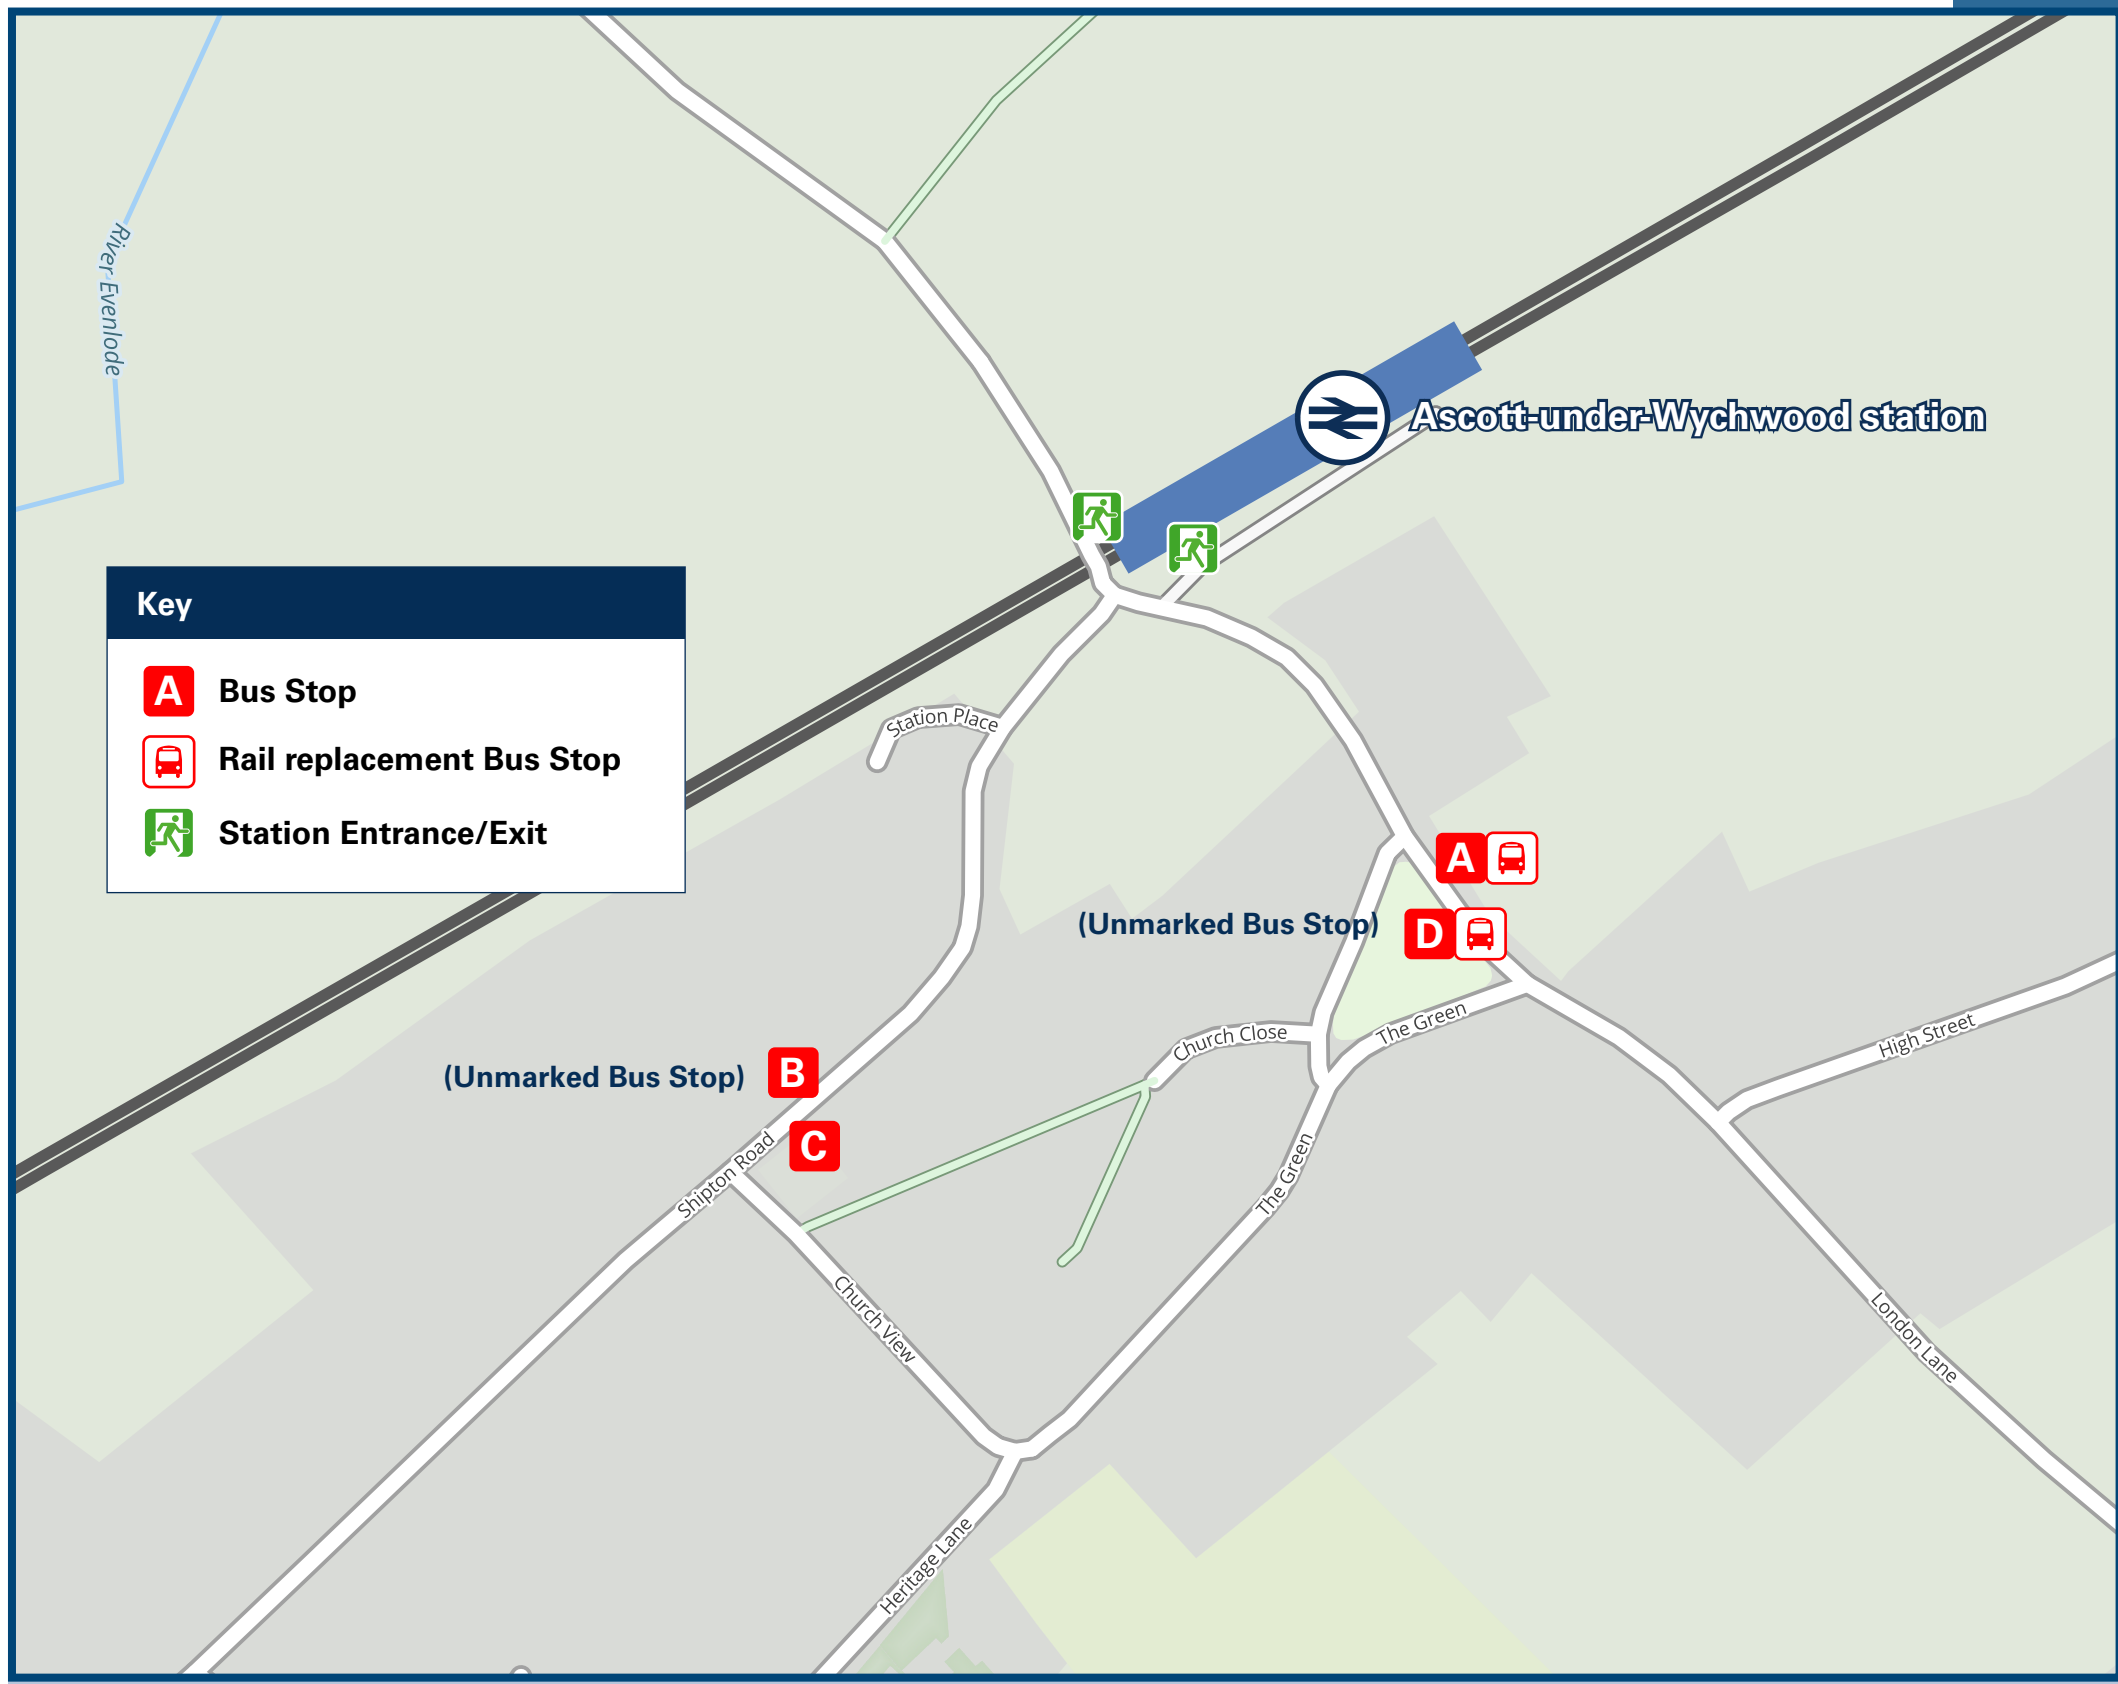 River Evenlode
Ascott-under-Wychwood station
Key
A Bus Stop
Rail replacement Bus Stop
Station Entrance/Exit
Station Place
A
(Unmarked Bus Stop) D
The Green
Church Close
High Street
(Unmarked Bus Stop) B
C
Shipton Road
The Green
Church View
London Lane
Heritage Lane